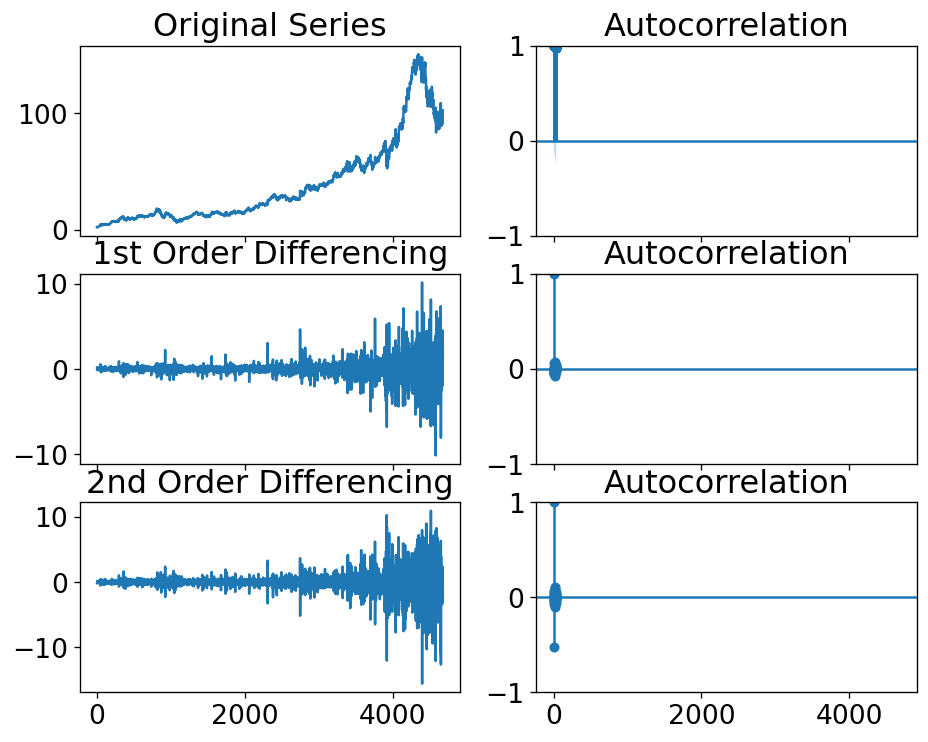 Original Series
Autocorrelation
100
0
1
0
−1
1st Order Differencing
Autocorrelation
10
0
−10
1
0
−1
2nd Order Differencing
Autocorrelation
10
0
−10
1
0
−1
0 2000 4000
0 2000 4000